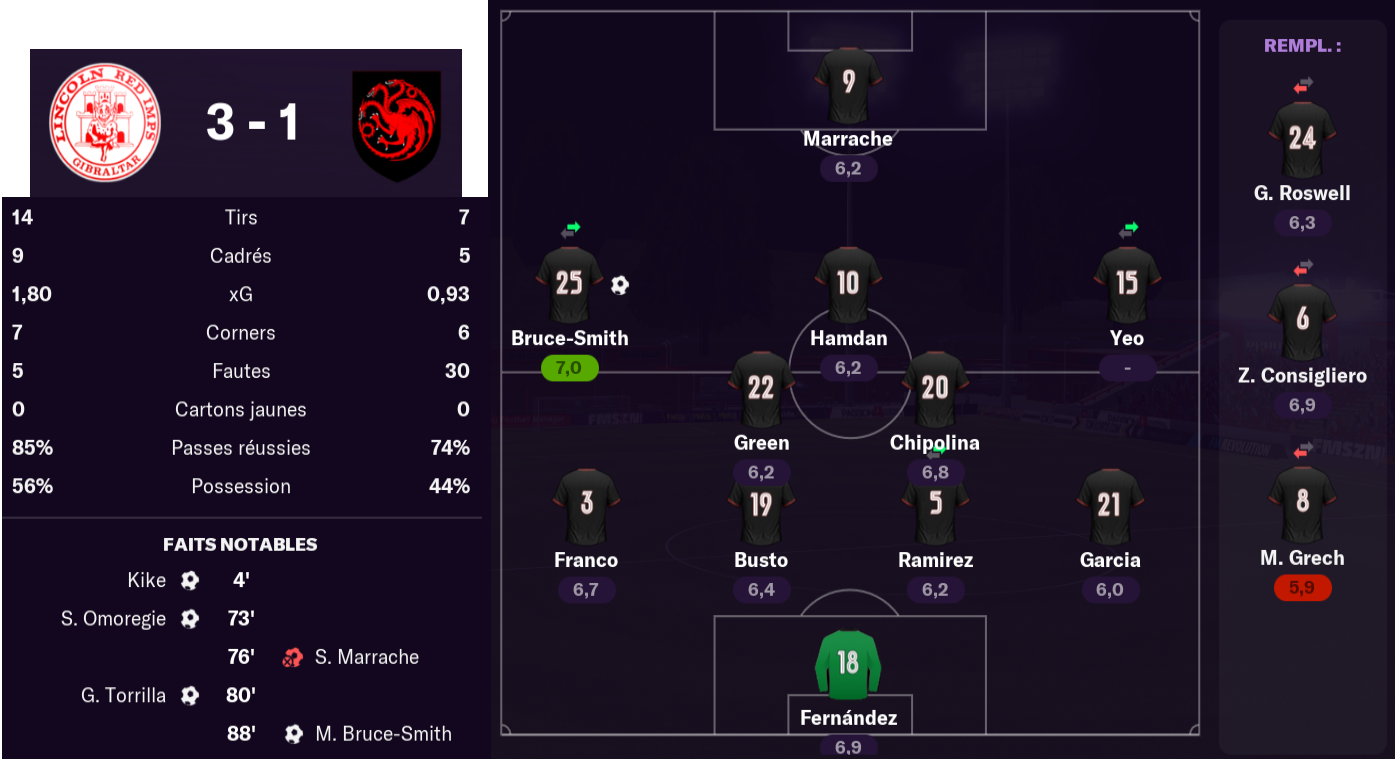 LINCOLN RED IMPS
GIBRALTAR
3 - 1
14 Tirs 7
9 Cadrés 5
1,80 xG 0,93
7 Corners 6
5 Fautes 30
0 Cartons jaunes 0
85% Passes réussies 74%
56% Possession 44%
FAITS NOTABLES
Kike 4'
S. Omoregie 73'
76' S. Marrache
G. Torrilla 80'
88' M. Bruce-Smith
9
Marrache
6,2
25 10 15
Bruce-Smith Hamdan Yeo
7,0 6,2 -
22 20
Green Chipolina
6,2 6,8
3 19 5 21
Franco Busto Ramirez Garcia
6,7 6,4 6,2 6,0
18
Fernández
6,9
REMPL. :
24
G. Roswell
6,3
6
Z. Consigliero
6,9
8
M. Grech
5,9